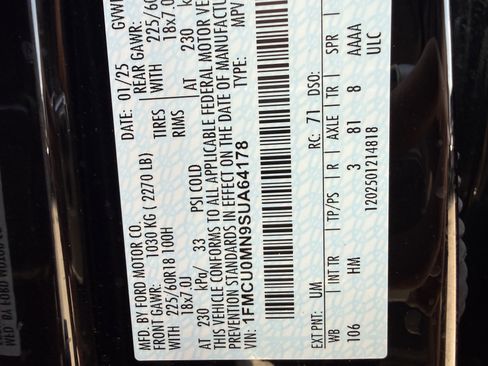 MFD. BY FORD MOTOR CO.
DATE: 01/25 GVWR
FRONT GAWR: 1030 KG ( 2270 LB) REAR GAWR:
WITH 225/60R18 100H TIRES WITH 225/60
18x7.0J RIMS 18x7.0
AT 230 kPa/ 33 PSI COLD AT 230 k
THIS VEHICLE CONFORMS TO ALL APPLICABLE FEDERAL MOTOR VE
PREVENTION STANDARDS IN EFFECT ON THE DATE OF MANUFACTUR
VIN: 1FMCU0MN9SUA64178 TYPE: MPV
EXT PNT: UM RC: 71 DSO:
WB INT TR TP/PS R AXLE TR SPR
106 HM 3 81 8 AAAA
1202501214818 ULC